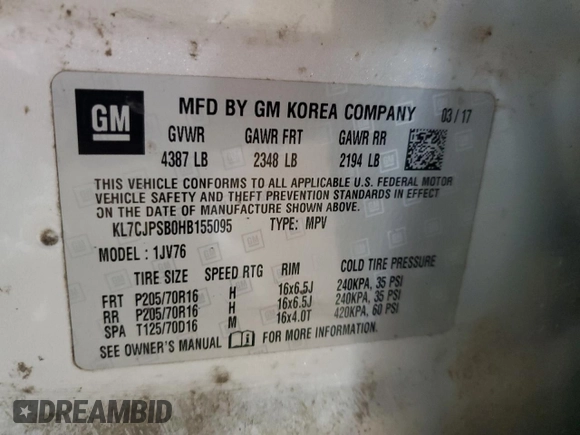 GM
MFD BY GM KOREA COMPANY 03/17
GVWR GAWR FRT GAWR RR
4387 LB 2348 LB 2194 LB
THIS VEHICLE CONFORMS TO ALL APPLICABLE U.S. FEDERAL MOTOR
VEHICLE SAFETY AND THEFT PREVENTION STANDARDS IN EFFECT
ON THE DATE OF MANUFACTURE SHOWN ABOVE.
KL7CJPSB0HB155095 TYPE: MPV
MODEL: 1JV76
TIRE SIZE SPEED RTG RIM COLD TIRE PRESSURE
FRT P205/70R16 H 16x6.5J 240KPA, 35 PSI
RR P205/70R16 H 16x6.5J 240KPA, 35 PSI
SPA T125/70D16 M 16x4.0T 420KPA, 60 PSI
SEE OWNER'S MANUAL i FOR MORE INFORMATION.
DREAMBID